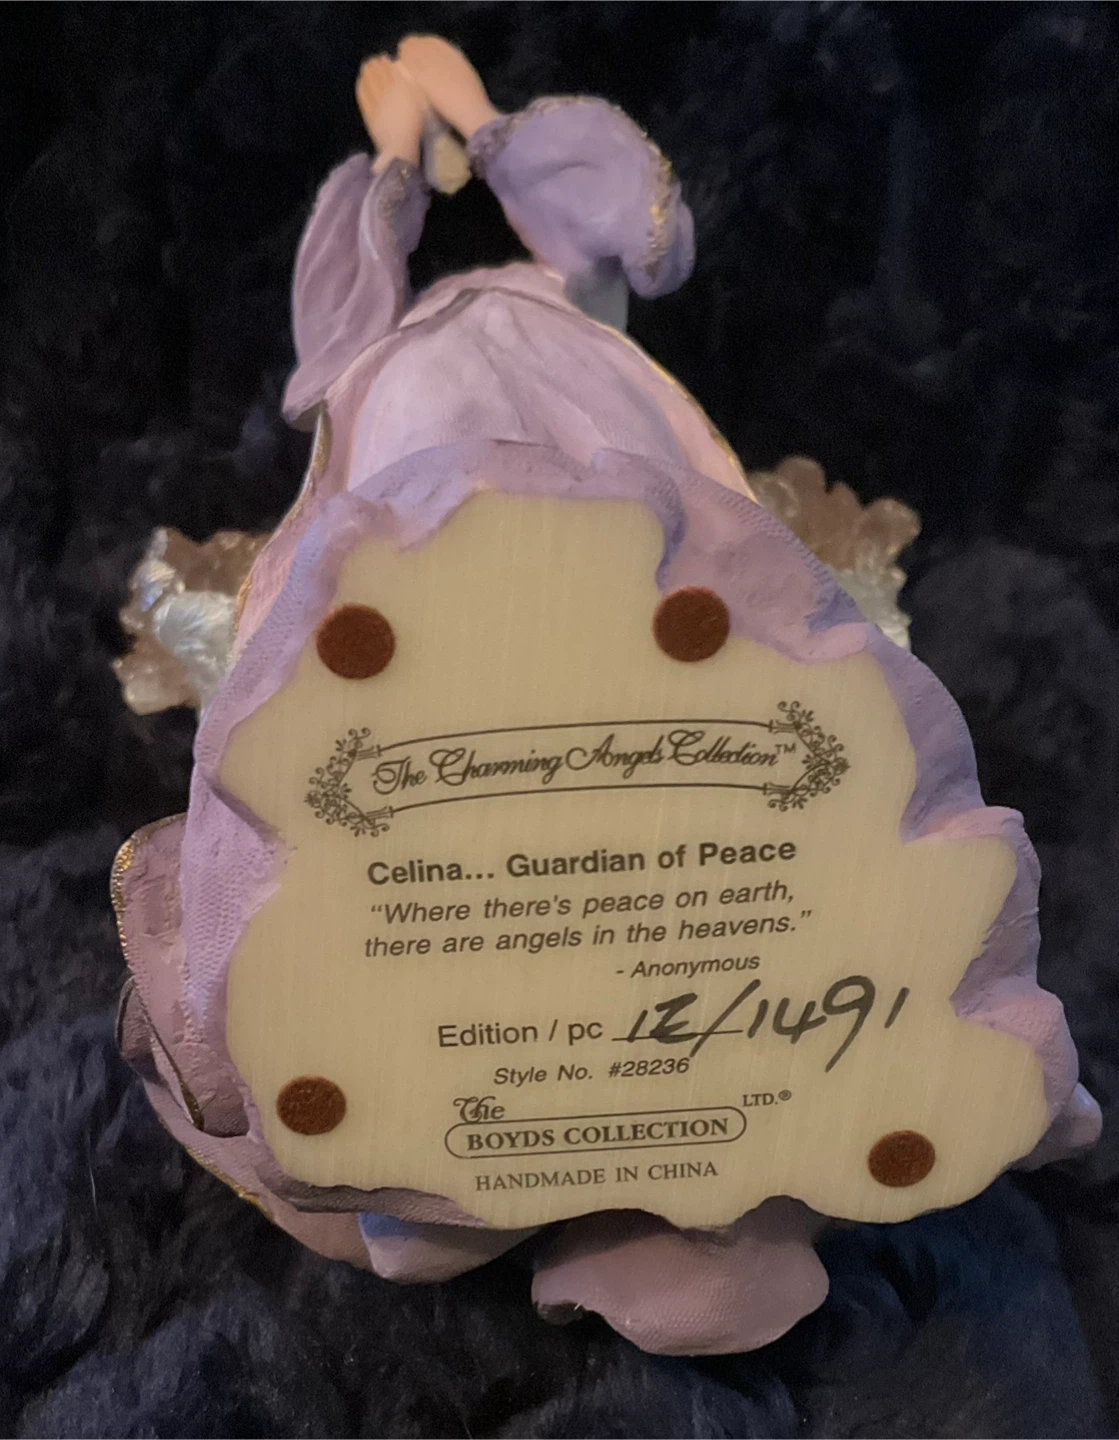 The Charming Angels Collection™
Celina... Guardian of Peace
“Where there's peace on earth,
there are angels in the heavens.”
- Anonymous
Edition / pc 1E/1491
Style No. #28236
The LTD.®
BOYDS COLLECTION
HANDMADE IN CHINA